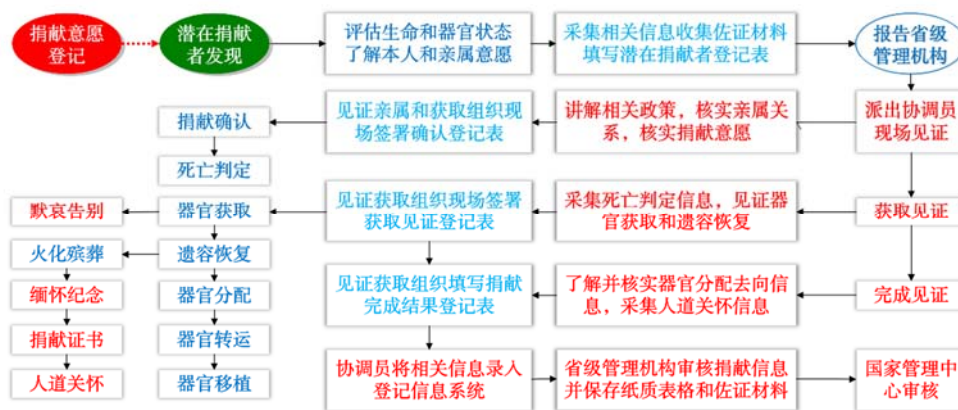 捐献意愿
登记
潜在捐献
者发现
评估生命和器官状态
了解本人和亲属意愿
采集相关信息收集佐证材料
填写潜在捐献者登记表
报告省级
管理机构
捐献确认
见证亲属和获取组织现
场签署确认登记表
讲解相关政策，核实亲属关
系，核实捐献意愿
派出协调员
现场见证
死亡判定
默哀告别
器官获取
见证获取组织现场签署
获取见证登记表
采集死亡判定信息，见证器
官获取和遗容恢复
获取见证
火化殡葬
遗容恢复
缅怀纪念
器官分配
见证获取组织填写捐献
完成结果登记表
了解并核实器官分配去向信
息，采集人道关怀信息
完成见证
捐献证书
器官转运
人道关怀
器官移植
协调员将相关信息录入
登记信息系统
省级管理机构审核捐献信息
并保存纸质表格和佐证材料
国家管理中
心审核